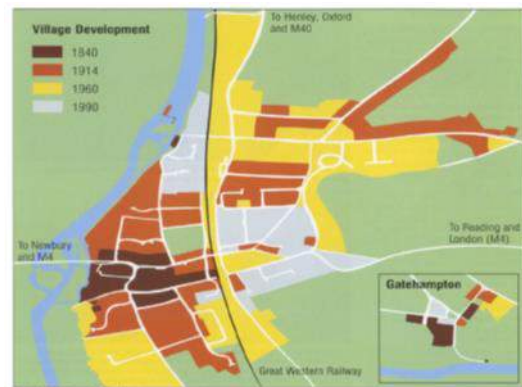 Village Development
1840
1914
1960
1990
To Henley, Oxford
and M40
To Newbury
and M4
To Reading and
London (M4)
Gatehampton
Great Western Railway